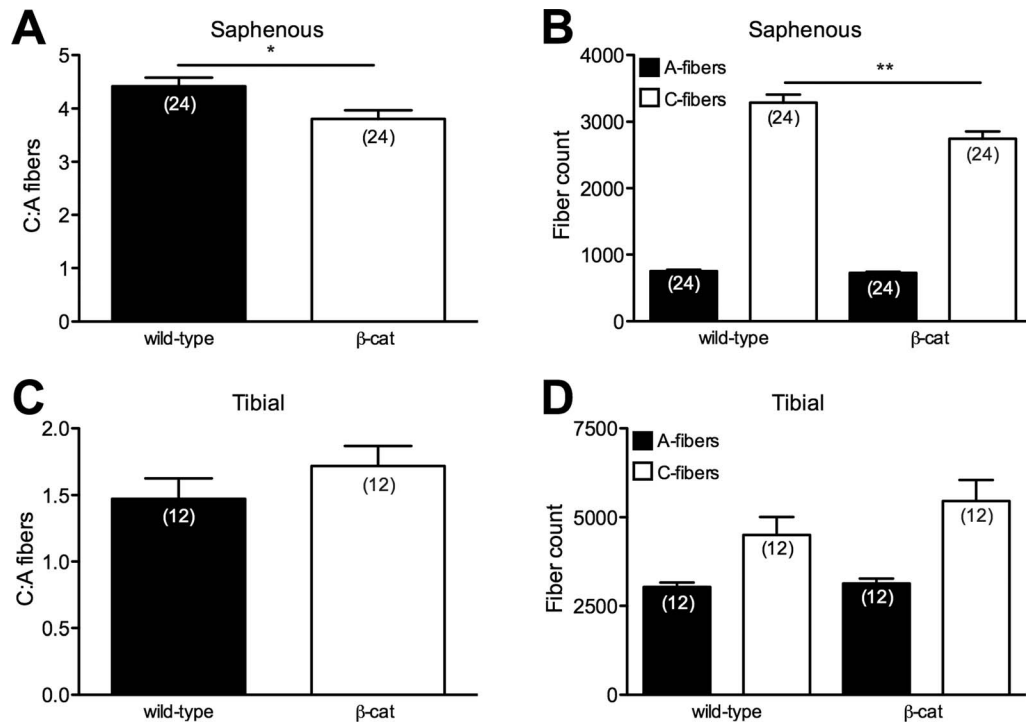 A
Saphenous
*
5
4
3
2
1
0
C:A fibers
(24)
(24)
wild-type
β-cat
B
Saphenous
4000
3000
2000
1000
0
Fiber count
A-fibers
C-fibers
**
(24)
(24)
(24)
(24)
wild-type
β-cat
C
Tibial
2.0
1.5
1.0
0.5
0.0
C:A fibers
(12)
(12)
wild-type
β-cat
D
Tibial
7500
5000
2500
0
Fiber count
A-fibers
C-fibers
(12)
(12)
(12)
(12)
wild-type
β-cat